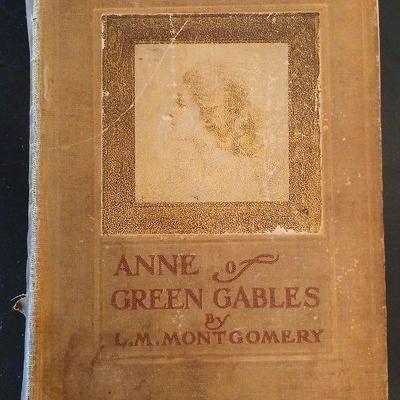 ANNE of
GREEN GABLES
By
L.M. MONTGOMERY